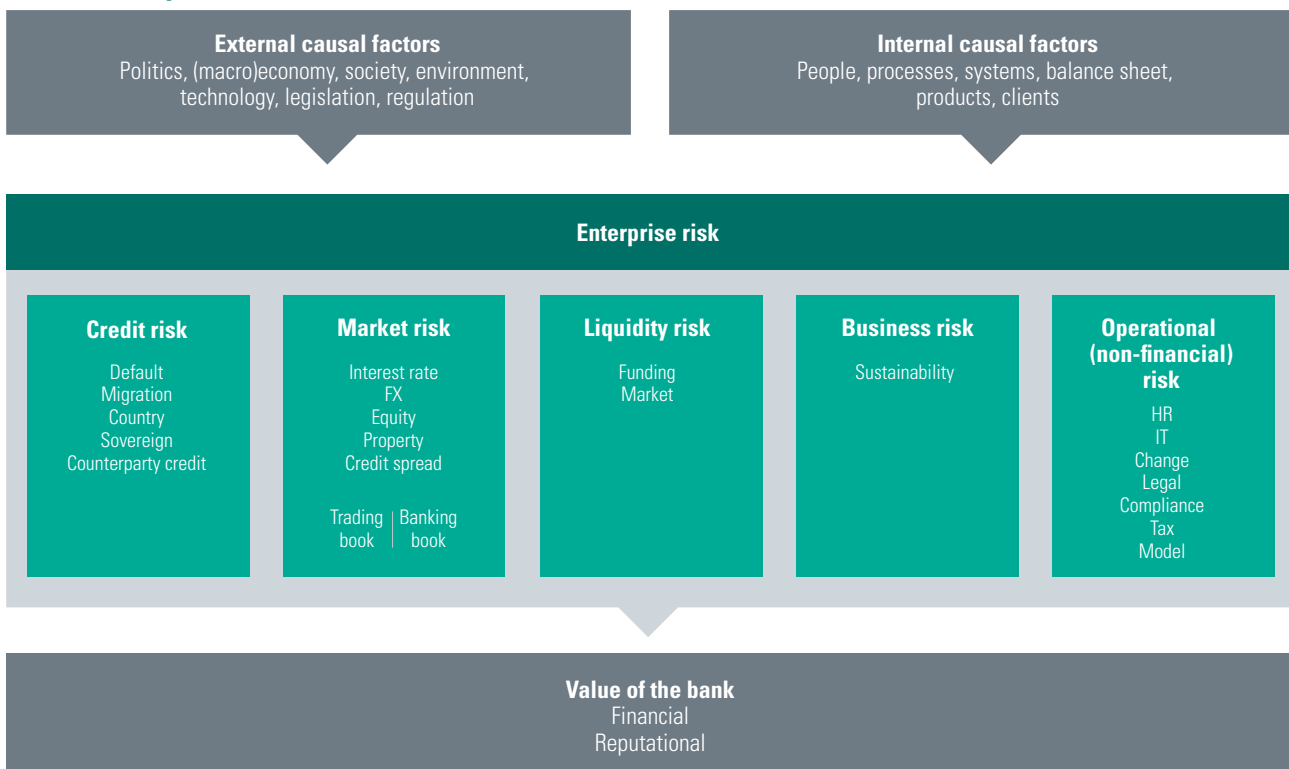 External causal factors
Politics, (macro)economy, society, environment,
technology, legislation, regulation
Internal causal factors
People, processes, systems, balance sheet,
products, clients
Enterprise risk
Credit risk
Default
Migration
Country
Sovereign
Counterparty credit
Market risk
Interest rate
FX
Equity
Property
Credit spread
Trading
book
Banking
book
Liquidity risk
Funding
Market
Business risk
Sustainability
Operational
(non-financial)
risk
HR
IT
Change
Legal
Compliance
Tax
Model
Value of the bank
Financial
Reputational